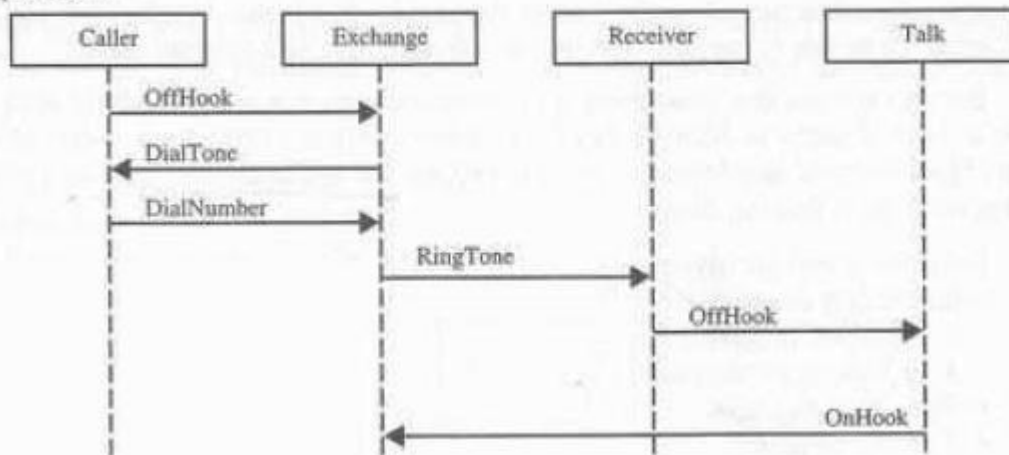 Caller Exchange Receiver Talk
OffHook
DialTone
DialNumber
RingTone
OffHook
OnHook